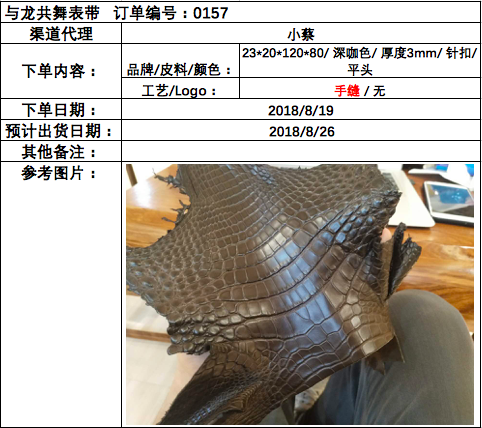 与龙共舞表带 订单编号：0157
渠道代理 小蔡
下单内容： 品牌/皮料/颜色： 23*20*120*80/ 深咖色/ 厚度3mm/ 针扣/
平头
工艺/Logo： 手缝 / 无
下单日期： 2018/8/19
预计出货日期： 2018/8/26
其他备注：
参考图片：